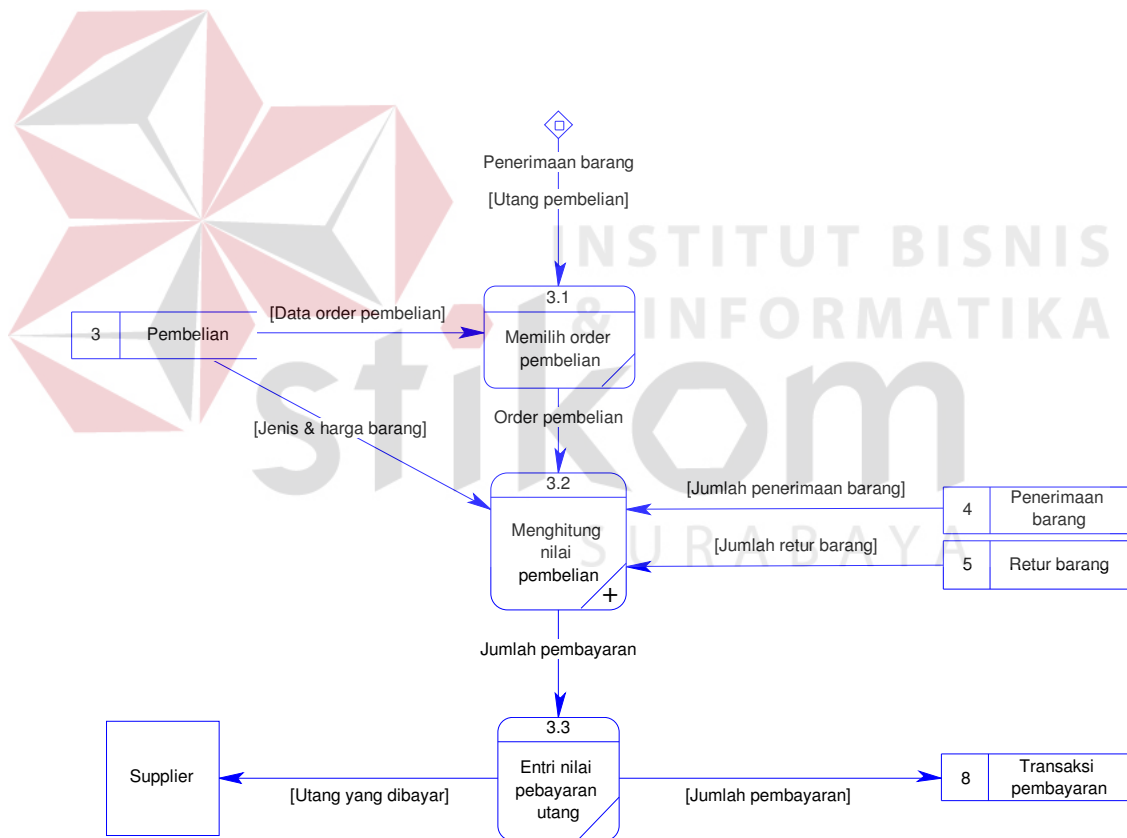 Penerimaan barang
[Utang pembelian]
INSTITUT BISNIS
& INFORMATIKA
stikom
SURABAYA
3.1
Memilih order
pembelian
[Data order pembelian]
3
Pembelian
Order pembelian
[Jenis & harga barang]
3.2
Menghitung
nilai
pembelian
+
[Jumlah penerimaan barang]
4
Penerimaan
barang
[Jumlah retur barang]
5
Retur barang
Jumlah pembayaran
3.3
Entri nilai
pebayaran
utang
Supplier
[Utang yang dibayar]
[Jumlah pembayaran]
8
Transaksi
pembayaran